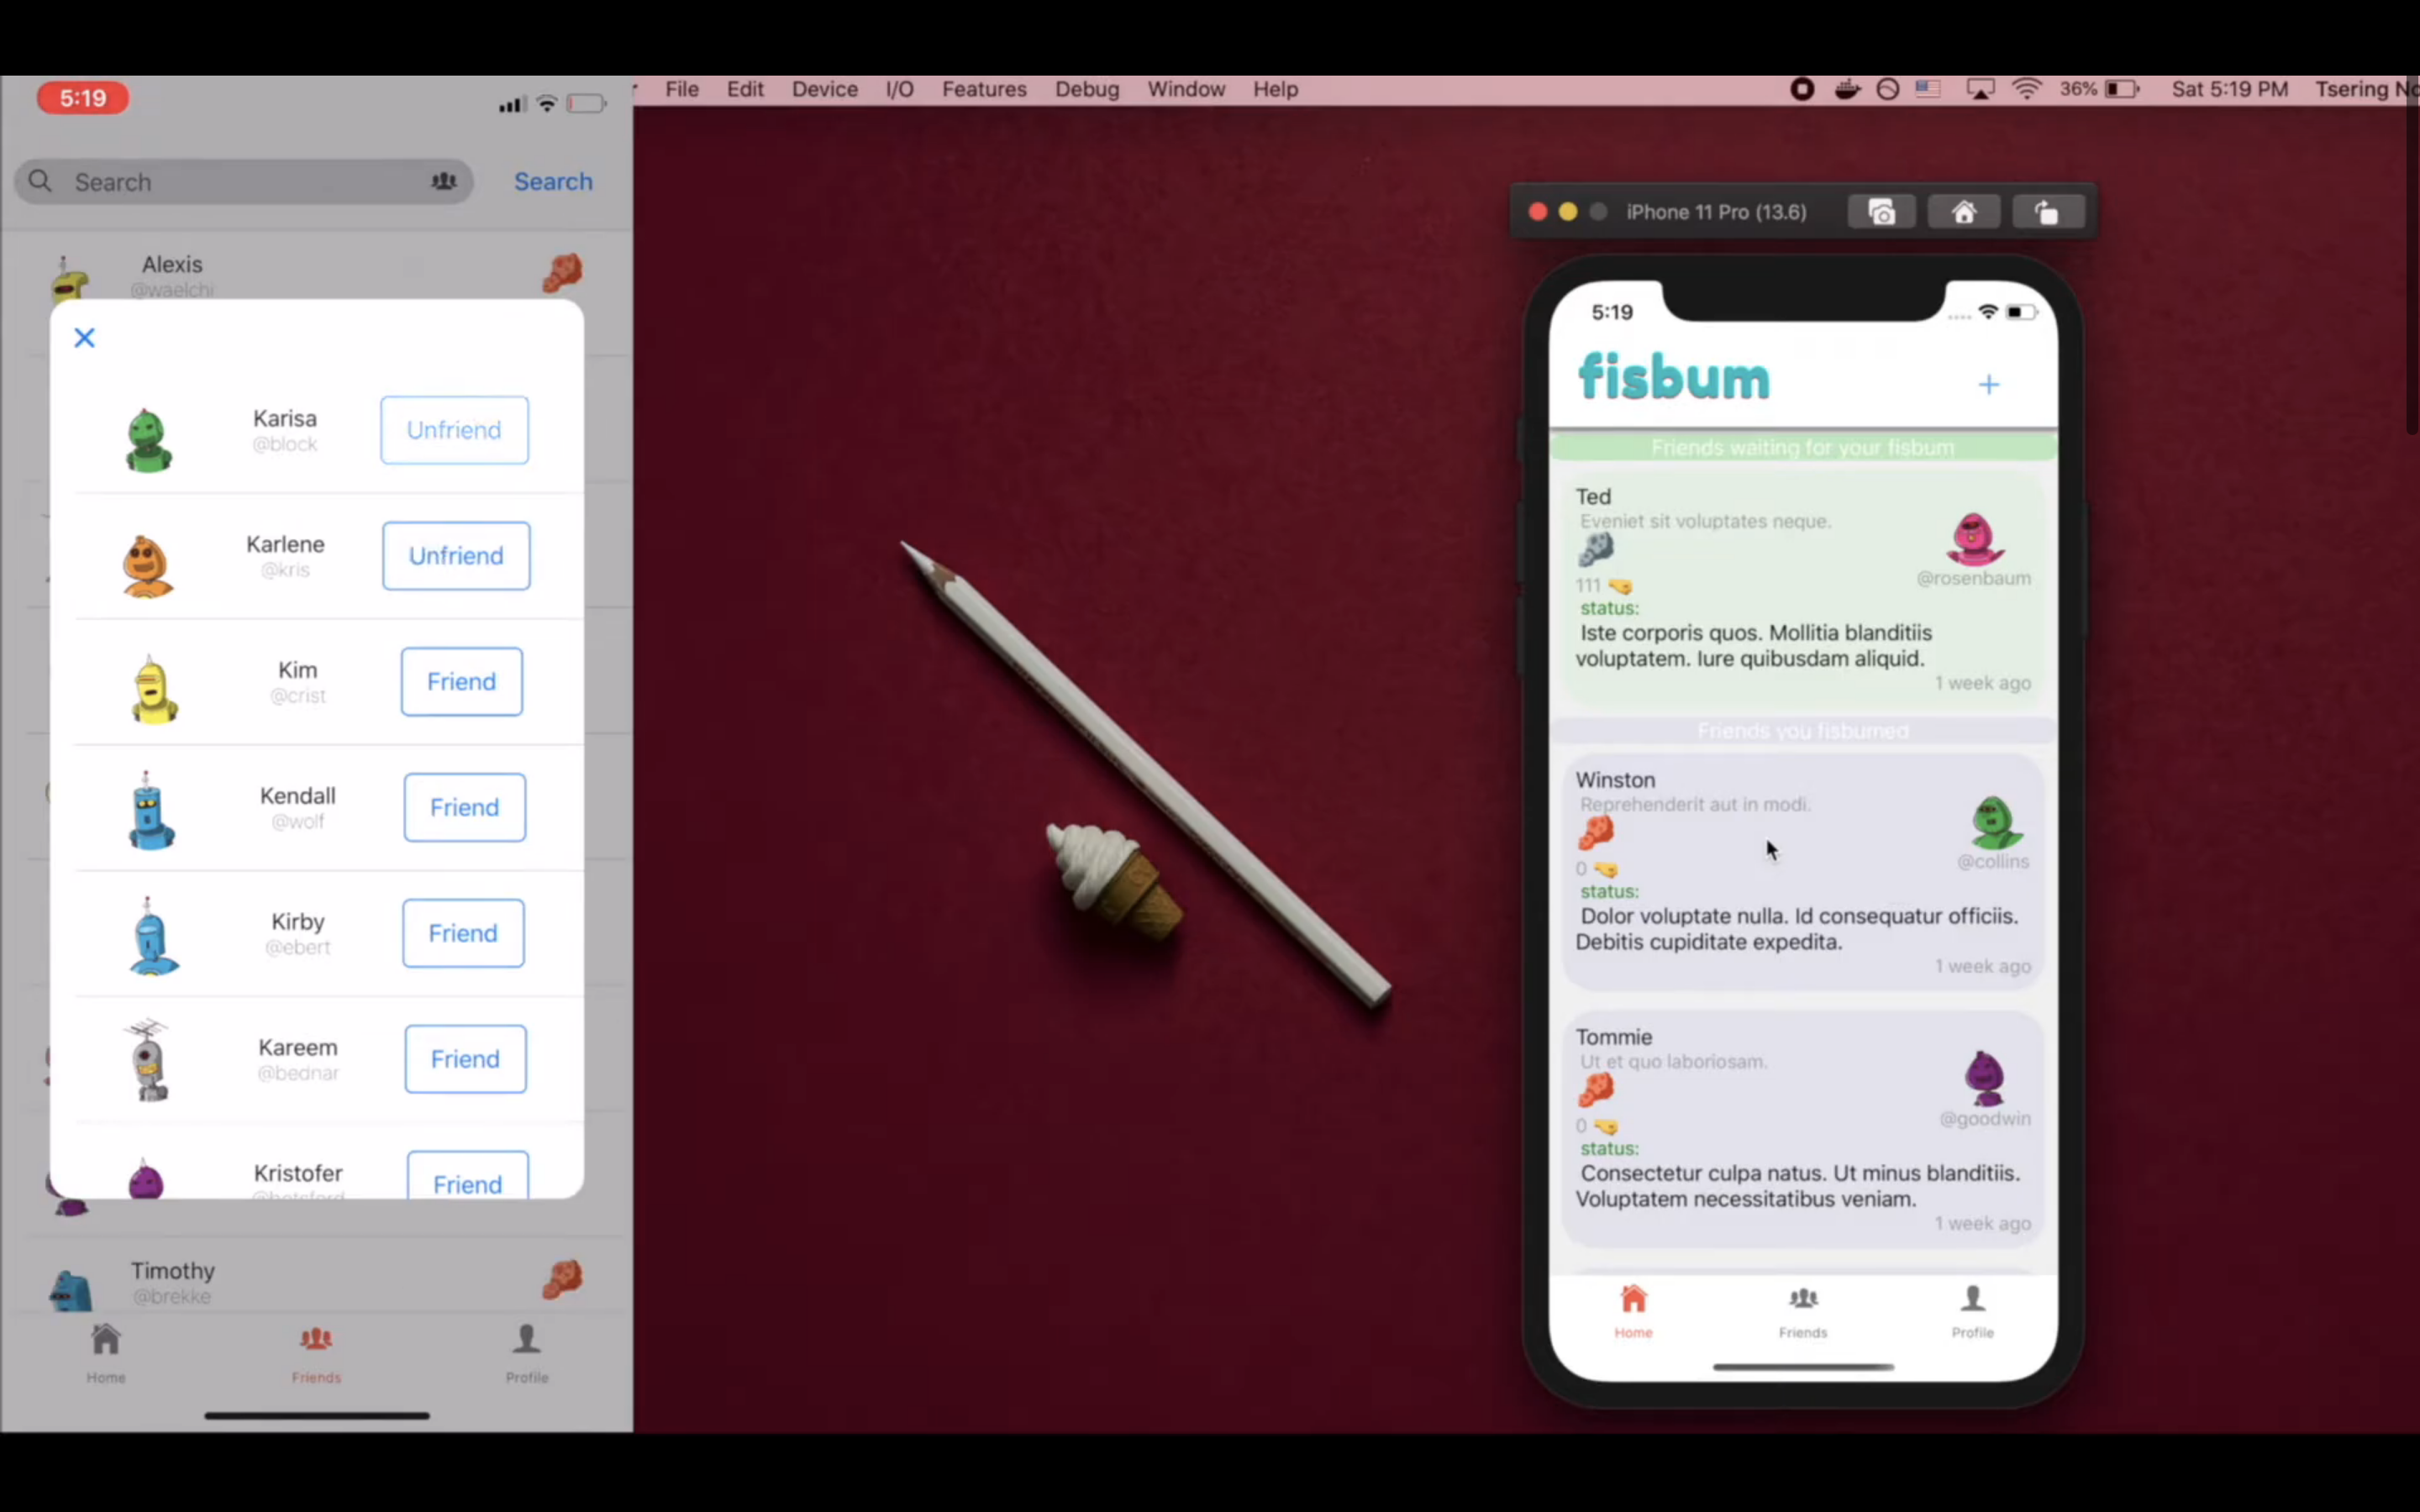 5:19
Search
Search
Alexis
@waelchi
Karisa
@block
Unfriend
Karlene
@kris
Unfriend
Kim
@crist
Friend
Kendall
@wolf
Friend
Kirby
@ebert
Friend
Kareem
@bednar
Friend
Kristofer
Friend
Timothy
@brekke
Home
Friends
Profile
File Edit Device I/O Features Debug Window Help
36% Sat 5:19 PM Tsering
iPhone 11 Pro (13.6)
5:19
fisbum
+
Friends waiting for your fisbum
Ted
Eveniet sit voluptates neque.
111
@rosenbaum
status:
Iste corporis quos. Mollitia blanditiis
voluptatem. Iure quibusdam aliquid.
1 week ago
Friends you fisbumed
Winston
Reprehenderit aut in modi.
0
@collins
status:
Dolor voluptate nulla. Id consequatur officiis.
Debitis cupiditate expedita.
1 week ago
Tommie
Ut et quo laboriosam.
0
@goodwin
status:
Consectetur culpa natus. Ut minus blanditiis.
Voluptatem necessitatibus veniam.
1 week ago
Home
Friends
Profile